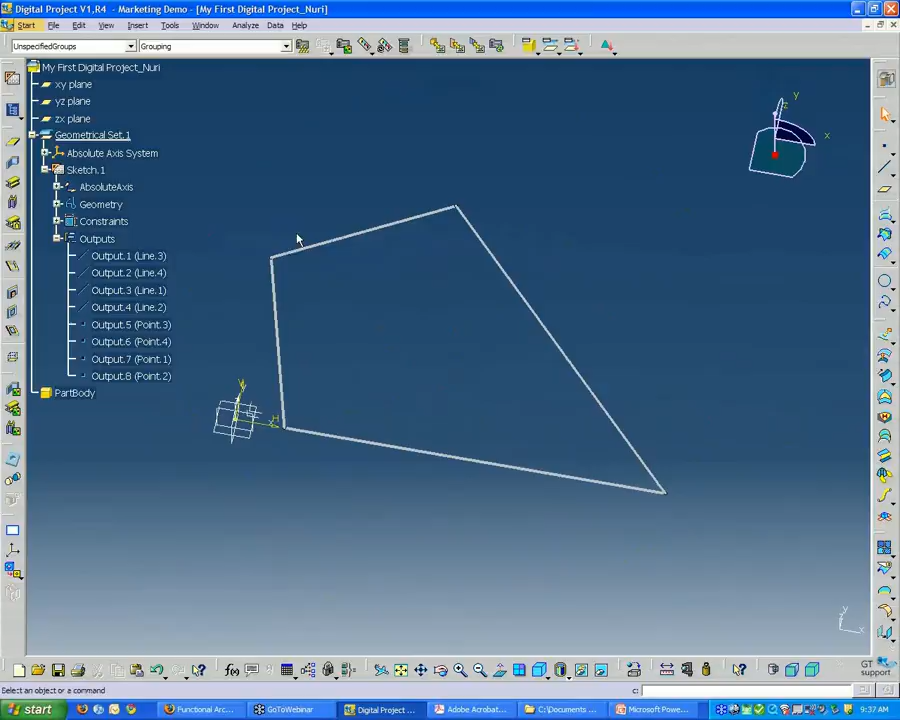 Digital Project V1,R4 - Marketing Demo - [My First Digital Project_Nuri]
Start File Edit View Insert Tools Window Analyze Data Help
UnspecifiedGroups Grouping
My First Digital Project_Nuri
xy plane
yz plane
zx plane
Geometrical Set.1
Absolute Axis System
Sketch.1
AbsoluteAxis
Geometry
Constraints
Outputs
Output.1 (Line.3)
Output.2 (Line.4)
Output.3 (Line.1)
Output.4 (Line.2)
Output.5 (Point.3)
Output.6 (Point.4)
Output.7 (Point.1)
Output.8 (Point.2)
PartBody
y
z
x
V
H
y
x
f(x)
GT
support
Select an object or a command
c:
start
Functional Arc...
GoToWebinar
Digital Project ...
Adobe Acrobat...
C:\Documents ...
Microsoft Powe...
9:37 AM